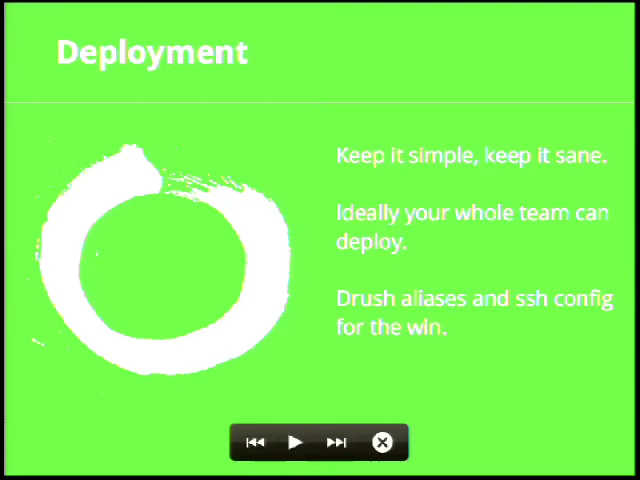 Deployment
Keep it simple, keep it sane.
Ideally your whole team can
deploy.
Drush aliases and ssh config
for the win.